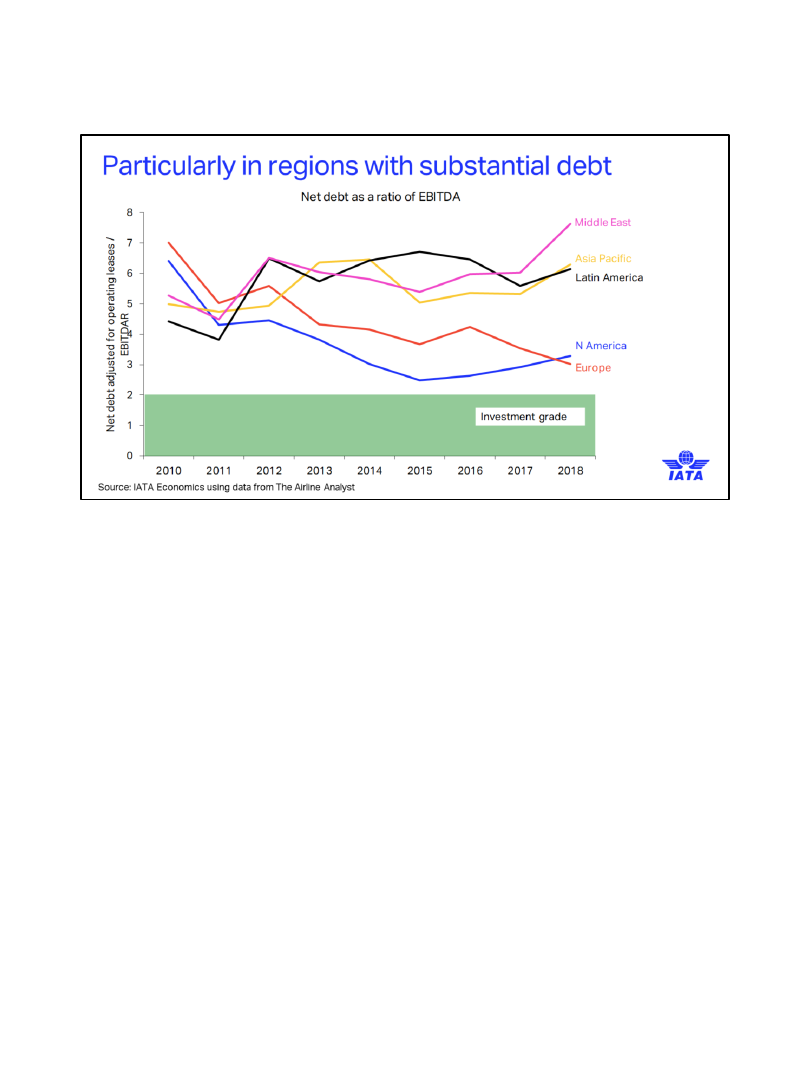 Particularly in regions with substantial debt
Net debt as a ratio of EBITDA
Net debt adjusted for operating leases /
EBITDAR
8
7
6
5
4
3
2
1
0
Middle East
Asia Pacific
Latin America
N America
Europe
Investment grade
2010 2011 2012 2013 2014 2015 2016 2017 2018
Source: IATA Economics using data from The Airline Analyst
IATA